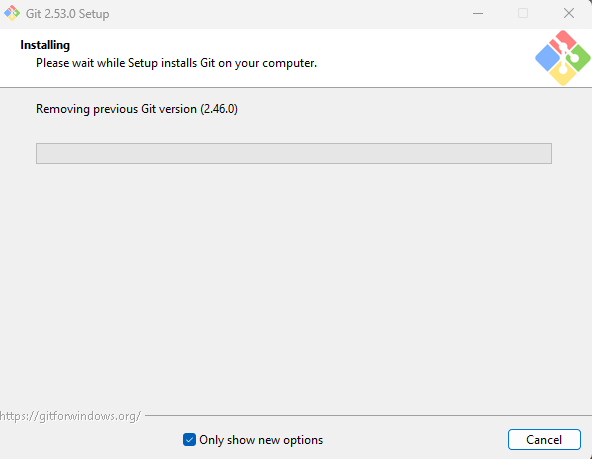 Git 2.53.0 Setup
Installing
Please wait while Setup installs Git on your computer.
Removing previous Git version (2.46.0)
https://gitforwindows.org/
Only show new options
Cancel